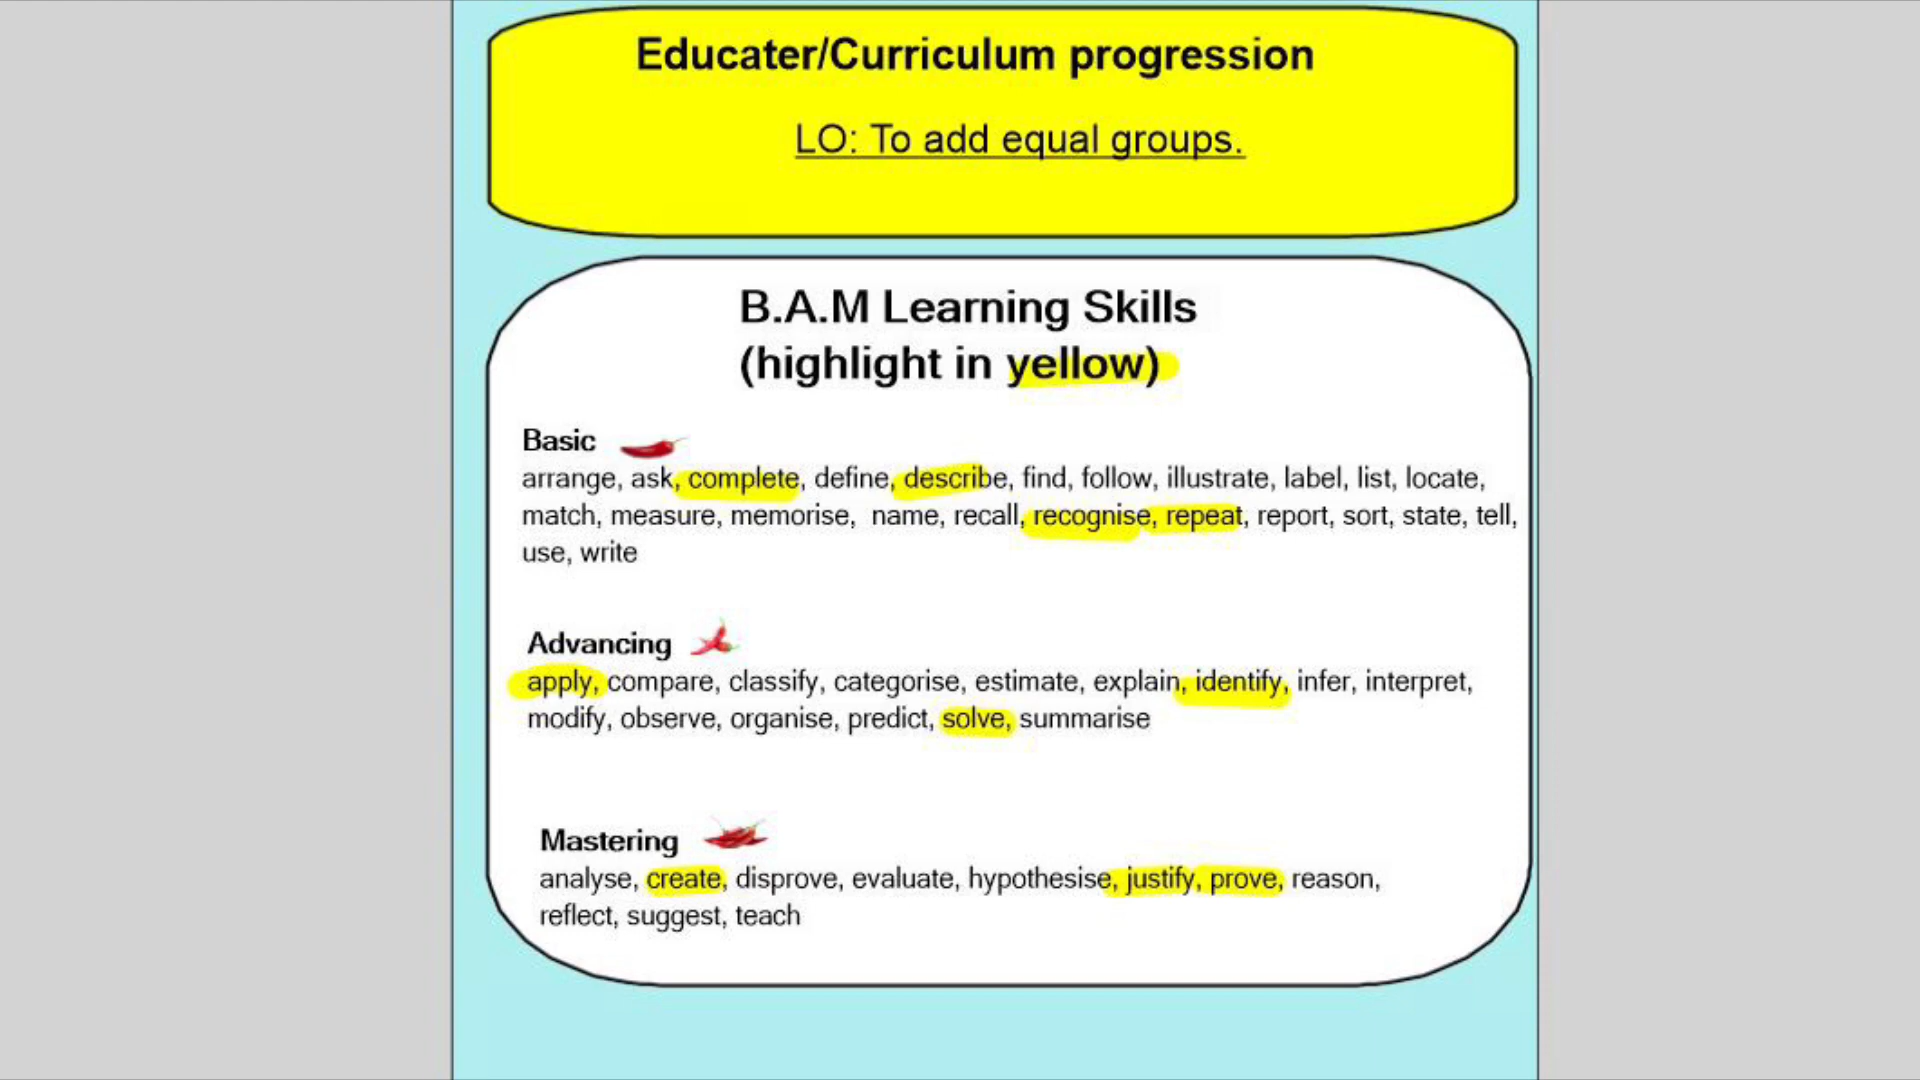 Educater/Curriculum progression
LO: To add equal groups.
B.A.M Learning Skills
(highlight in yellow)
Basic
arrange, ask, complete, define, describe, find, follow, illustrate, label, list, locate,
match, measure, memorise, name, recall, recognise, repeat, report, sort, state, tell,
use, write
Advancing
apply, compare, classify, categorise, estimate, explain, identify, infer, interpret,
modify, observe, organise, predict, solve, summarise
Mastering
analyse, create, disprove, evaluate, hypothesise, justify, prove, reason,
reflect, suggest, teach